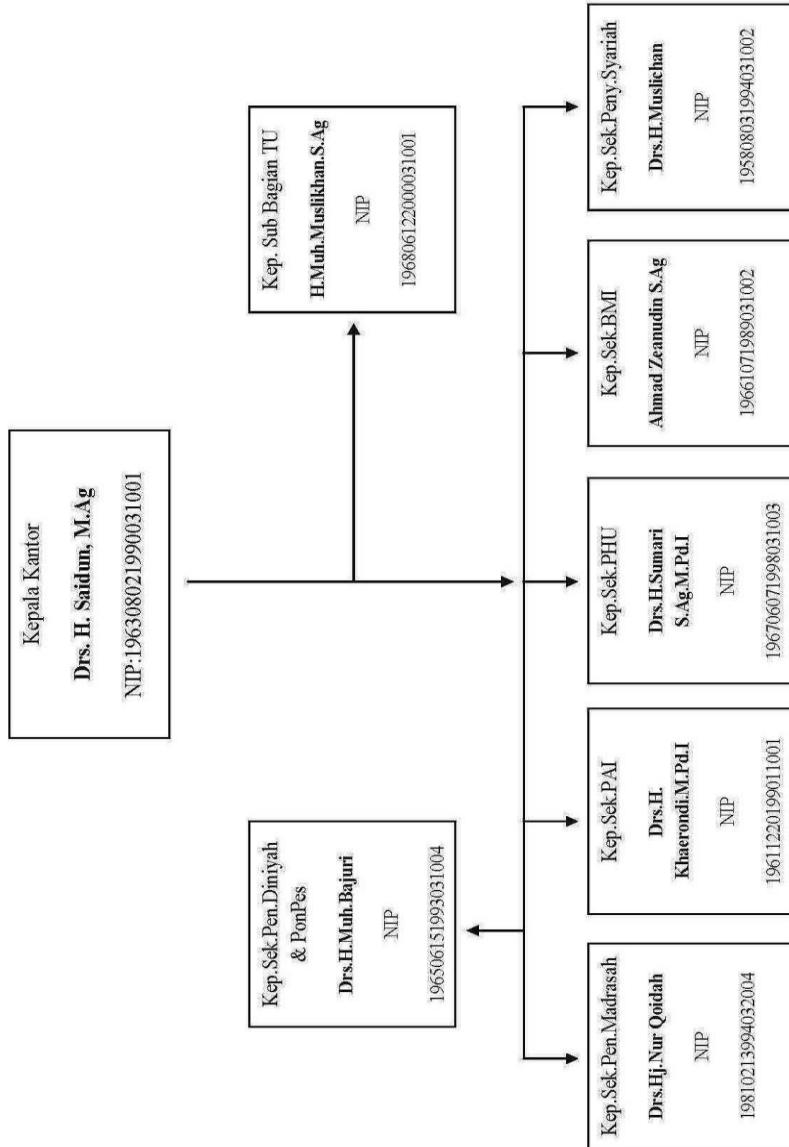 Kepala Kantor
Drs. H. Saidun, M.Ag
NIP:196308021990031001
Kep.Sek.Pen.Diniyah
& PonPes
Drs.H.Muh.Bajuri
NIP
196506151993031004
Kep. Sub Bagian TU
H.Muh.Muslikhan.S.Ag
NIP
196806122000031001
Kep.Sek.Pen.Madrasah
Drs.Hj.Nur Qoidah
NIP
19810213994032004
Kep.Sek.PAI
Drs.H.
Khaerondi.M.Pd.I
NIP
19611220199011001
Kep.Sek.PHU
Drs.H.Sumari
S.Ag.M.Pd.I
NIP
196706071998031003
Kep.Sek.BMI
Ahmad Zeanudin S.Ag
NIP
19661071989031002
Kep.Sek.Peny.Syariah
Drs.H.Muslichan
NIP
195808031994031002